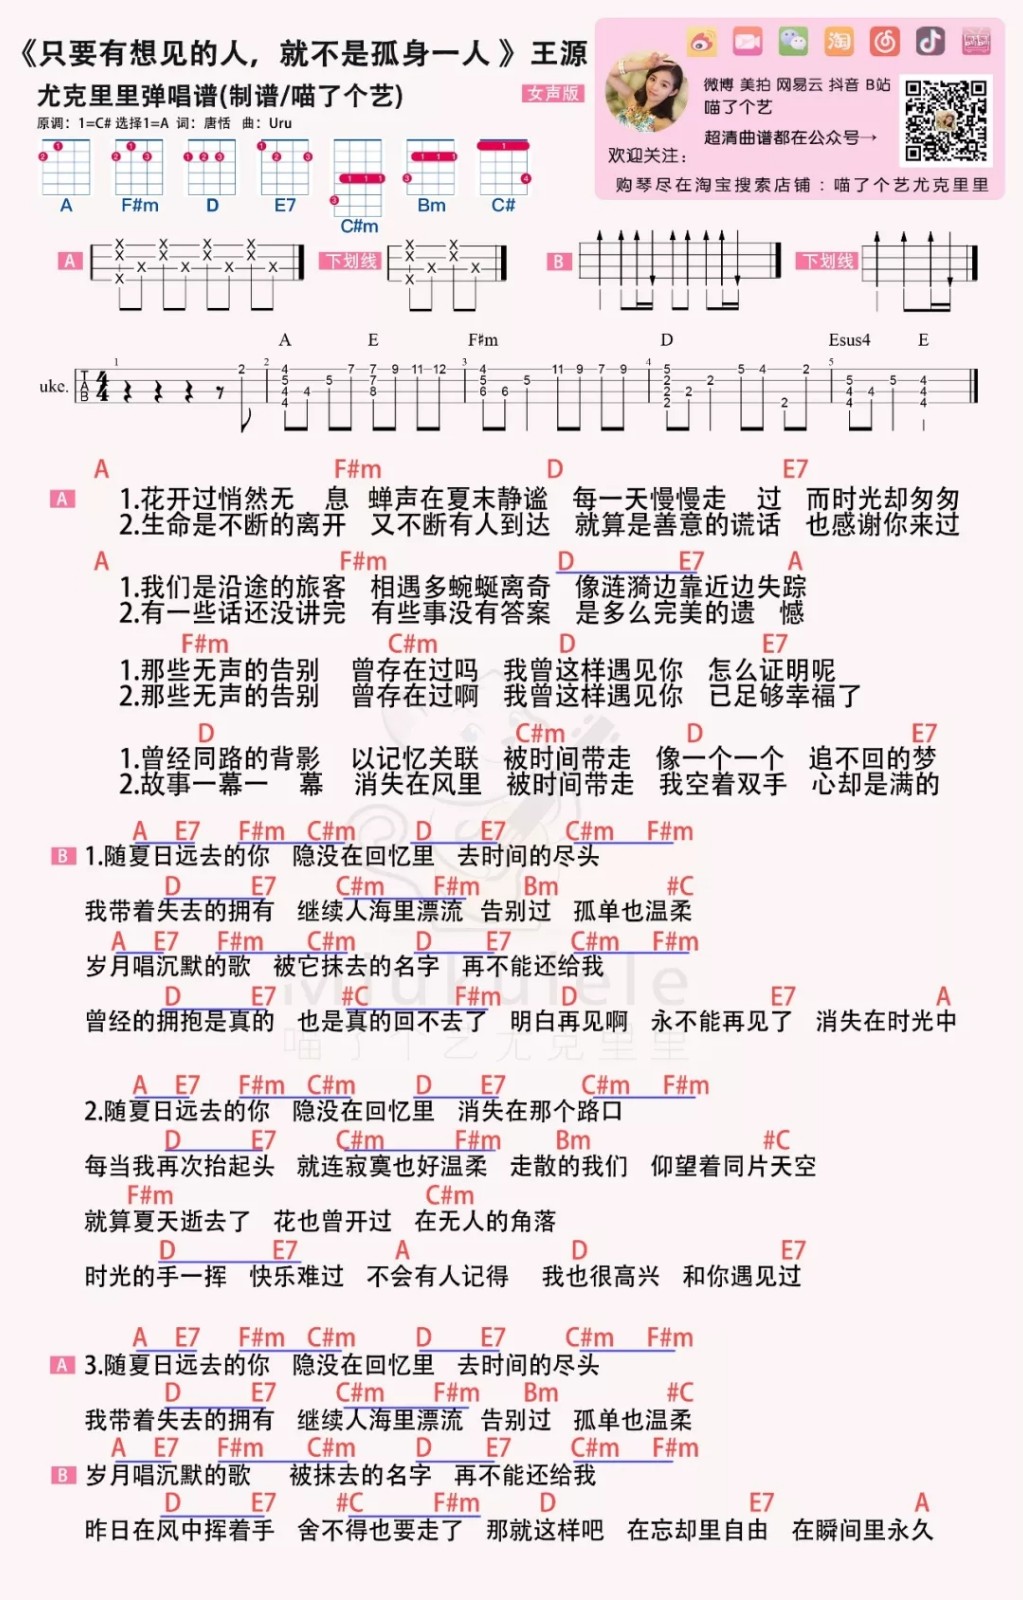 《只要有想见的人，就不是孤身一人 》王源
尤克里里弹唱谱(制谱/喵了个艺)
女声版
原调：1=C# 选择1=A 词：唐恬 曲：Uru
微博 美拍 网易云 抖音 B站
喵了个艺
超清曲谱都在公众号→
欢迎关注：
购琴尽在淘宝搜索店铺：喵了个艺尤克里里
A F#m D E7 C#m Bm C#
A 下划线 B 下划线
A E F#m D Esus4 E
uke.
A F#m D E7
A 1.花开过悄然无 息 蝉声在夏末静谧 每一天慢慢走 过 而时光却匆匆
2.生命是不断的离开 又不断有人到达 就算是善意的谎话 也感谢你来过
A F#m D E7 A
1.我们是沿途的旅客 相遇多蜿蜒离奇 像涟漪边靠近边失踪
2.有一些话还没讲完 有些事没有答案 是多么完美的遗 憾
F#m C#m D E7
1.那些无声的告别 曾存在过吗 我曾这样遇见你 怎么证明呢
2.那些无声的告别 曾存在过啊 我曾这样遇见你 已足够幸福了
D C#m D E7
1.曾经同路的背影 以记忆关联 被时间带走 像一个一个 追不回的梦
2.故事一幕一 幕 消失在风里 被时间带走 我空着双手 心却是满的
A E7 F#m C#m D E7 C#m F#m
B 1.随夏日远去的你 隐没在回忆里 去时间的尽头
D E7 C#m F#m Bm #C
我带着失去的拥有 继续人海里漂流 告别过 孤单也温柔
A E7 F#m C#m D E7 C#m F#m
岁月唱沉默的歌 被它抹去的名字 再不能还给我
D E7 #C F#m D E7 A
曾经的拥抱是真的 也是真的回不去了 明白再见啊 永不能再见了 消失在时光中
Miukulele
喵了个艺尤克里里
A E7 F#m C#m D E7 C#m F#m
2.随夏日远去的你 隐没在回忆里 消失在那个路口
D E7 C#m F#m Bm #C
每当我再次抬起头 就连寂寞也好温柔 走散的我们 仰望着同片天空
F#m C#m
就算夏天逝去了 花也曾开过 在无人的角落
D E7 A D E7
时光的手一挥 快乐难过 不会有人记得 我也很高兴 和你遇见过
A E7 F#m C#m D E7 C#m F#m
A 3.随夏日远去的你 隐没在回忆里 去时间的尽头
D E7 C#m F#m Bm #C
我带着失去的拥有 继续人海里漂流 告别过 孤单也温柔
A E7 F#m C#m D E7 C#m F#m
B 岁月唱沉默的歌 被抹去的名字 再不能还给我
D E7 #C F#m D E7 A
昨日在风中挥着手 舍不得也要走了 那就这样吧 在忘却里自由 在瞬间里永久